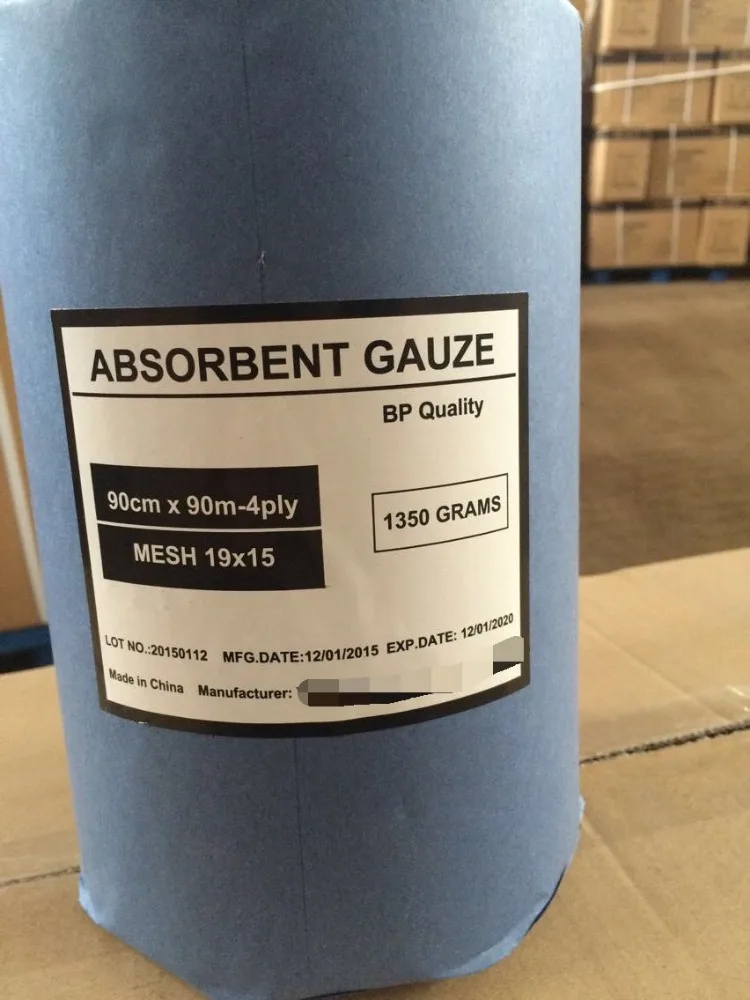 ABSORBENT GAUZE
BP Quality
90cm x 90m-4ply
1350 GRAMS
MESH 19x15
LOT NO.:20150112 MFG.DATE:12/01/2015 EXP.DATE: 12/01/2020
Made in China Manufacturer: